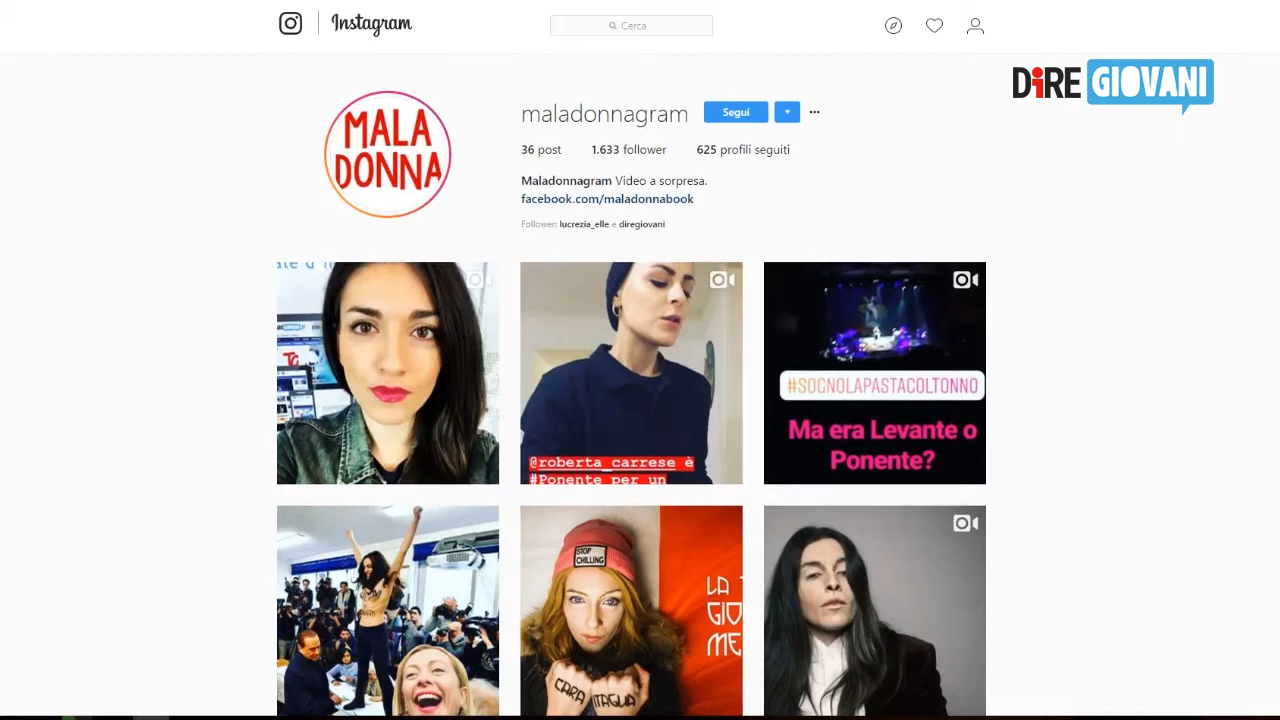 Instagram
Cerca
DiRE GIOVANI
MALA
DONNA
maladonnagram
Segui
36 post
1.633 follower
625 profili seguiti
Maladonnagram Video a sorpresa.
facebook.com/maladonnabook
Follower: lucrezia_elle e diregiovani
@roberta_carrese è
#Ponente per un
#SOGNOLAPASTACOLTONNO
Ma era Levante o
Ponente?
STOP
CHILLING
LA
GIO
ME
CARA ITAGLIA